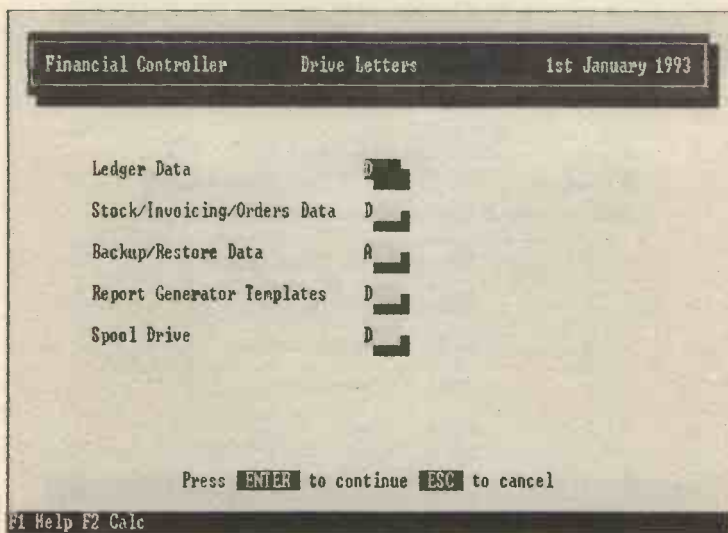 Financial Controller Drive Letters 1st January 1993
Ledger Data D
Stock/Invoicing/Orders Data D
Backup/Restore Data A
Report Generator Templates D
Spool Drive D
Press ENTER to continue ESC to cancel
F1 Help F2 Calc